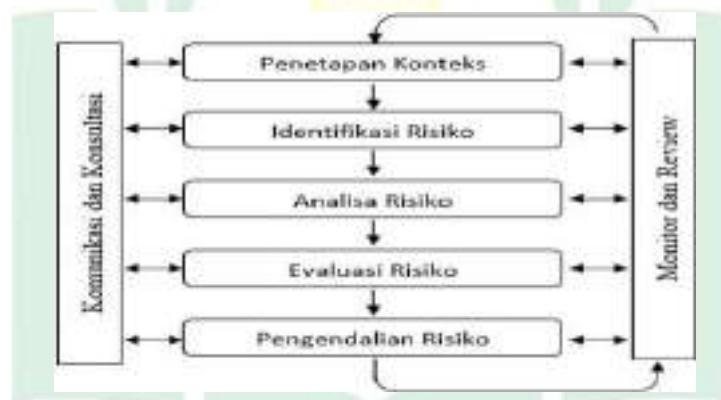 Penetapan Konteks
Identifikasi Risiko
Analisa Risiko
Evaluasi Risiko
Pengendalian Risiko
Komunikasi dan Konsultasi
Monitor dan Review